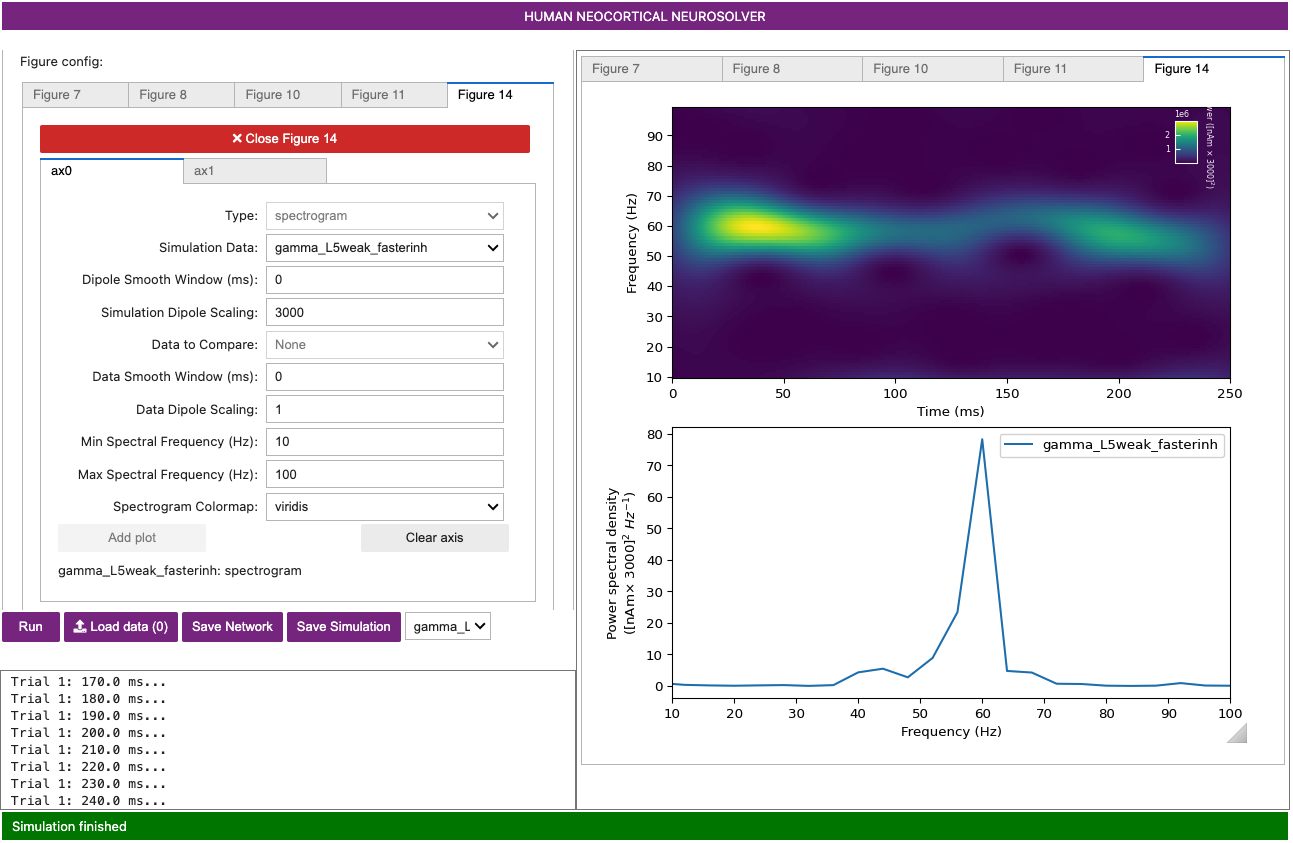 HUMAN NEOCORTICAL NEUROSOLVER
Figure config:
Figure 7
Figure 8
Figure 10
Figure 11
Figure 14
✕ Close Figure 14
ax0
ax1
Type:
spectrogram
Simulation Data:
gamma_L5weak_fasterinh
Dipole Smooth Window (ms):
0
Simulation Dipole Scaling:
3000
Data to Compare:
None
Data Smooth Window (ms):
0
Data Dipole Scaling:
1
Min Spectral Frequency (Hz):
10
Max Spectral Frequency (Hz):
100
Spectrogram Colormap:
viridis
Add plot
Clear axis
gamma_L5weak_fasterinh: spectrogram
Run
Load data (0)
Save Network
Save Simulation
gamma_L
Trial 1: 170.0 ms...
Trial 1: 180.0 ms...
Trial 1: 190.0 ms...
Trial 1: 200.0 ms...
Trial 1: 210.0 ms...
Trial 1: 220.0 ms...
Trial 1: 230.0 ms...
Trial 1: 240.0 ms...
Figure 7
Figure 8
Figure 10
Figure 11
Figure 14
90
80
70
60
50
40
30
20
10
Frequency (Hz)
1e6
2
1
wer ([nAm × 3000]²)
0
50
100
150
200
250
Time (ms)
80
70
60
50
40
30
20
10
0
Power spectral density
([nAm× 3000]² Hz⁻¹)
gamma_L5weak_fasterinh
10
20
30
40
50
60
70
80
90
100
Frequency (Hz)
Simulation finished